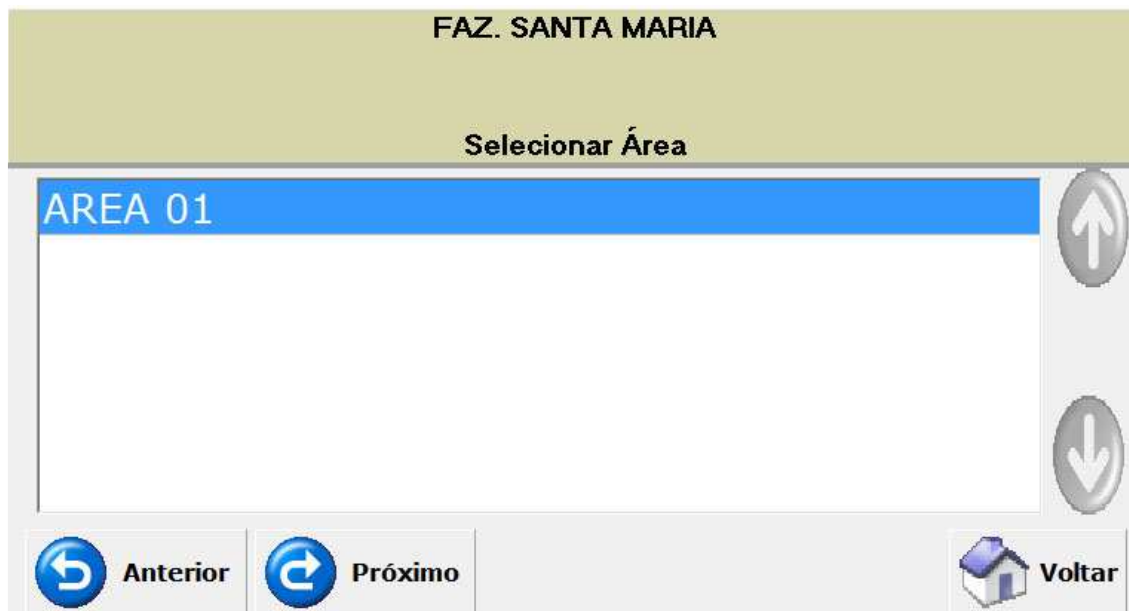 FAZ. SANTA MARIA
Selecionar Área
AREA 01
Anterior
Próximo
Voltar